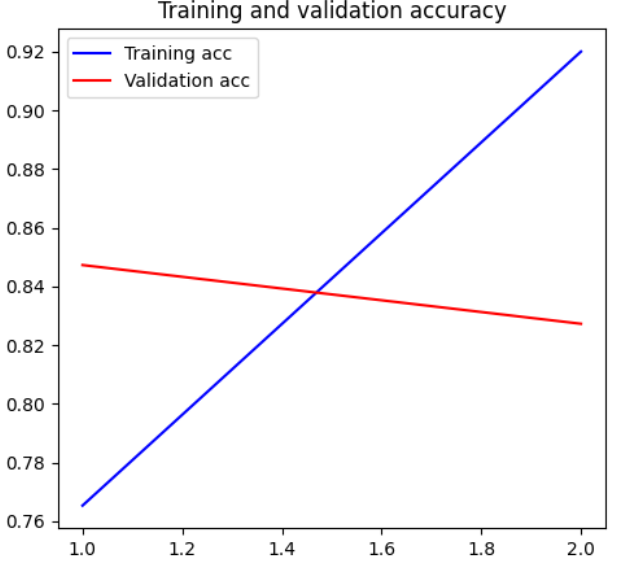 Training and validation accuracy
Training acc
Validation acc
0.92
0.90
0.88
0.86
0.84
0.82
0.80
0.78
0.76
1.0 1.2 1.4 1.6 1.8 2.0